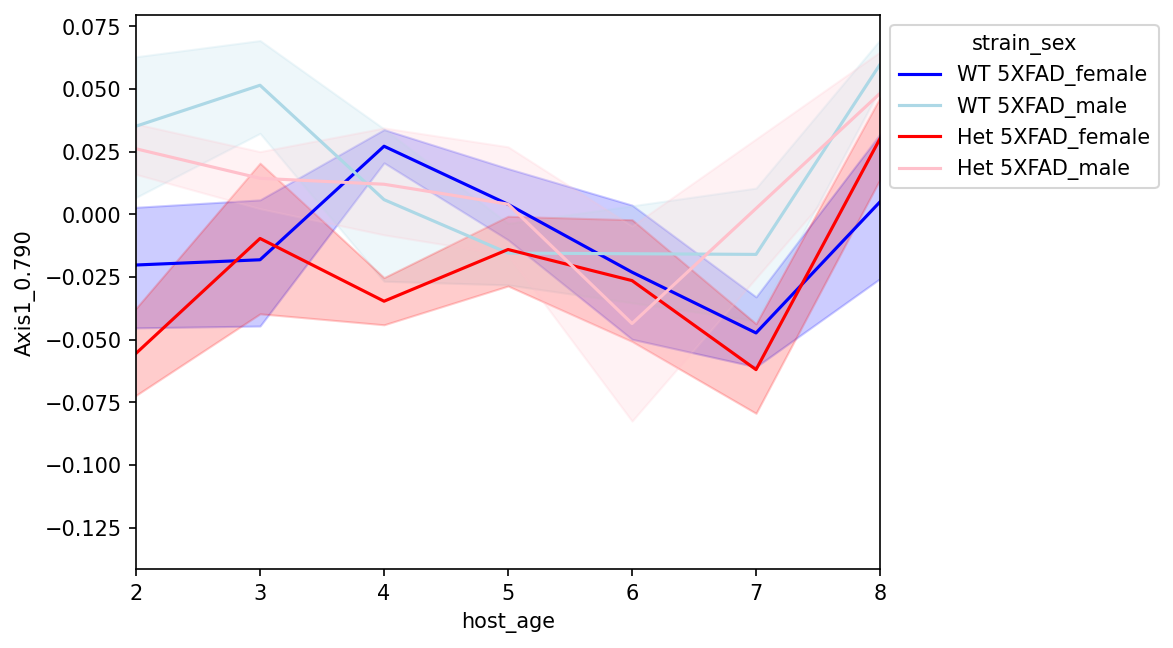 0.075
0.050
0.025
0.000
−0.025
−0.050
−0.075
−0.100
−0.125
Axis1_0.790
2 3 4 5 6 7 8
host_age
strain_sex
WT 5XFAD_female
WT 5XFAD_male
Het 5XFAD_female
Het 5XFAD_male